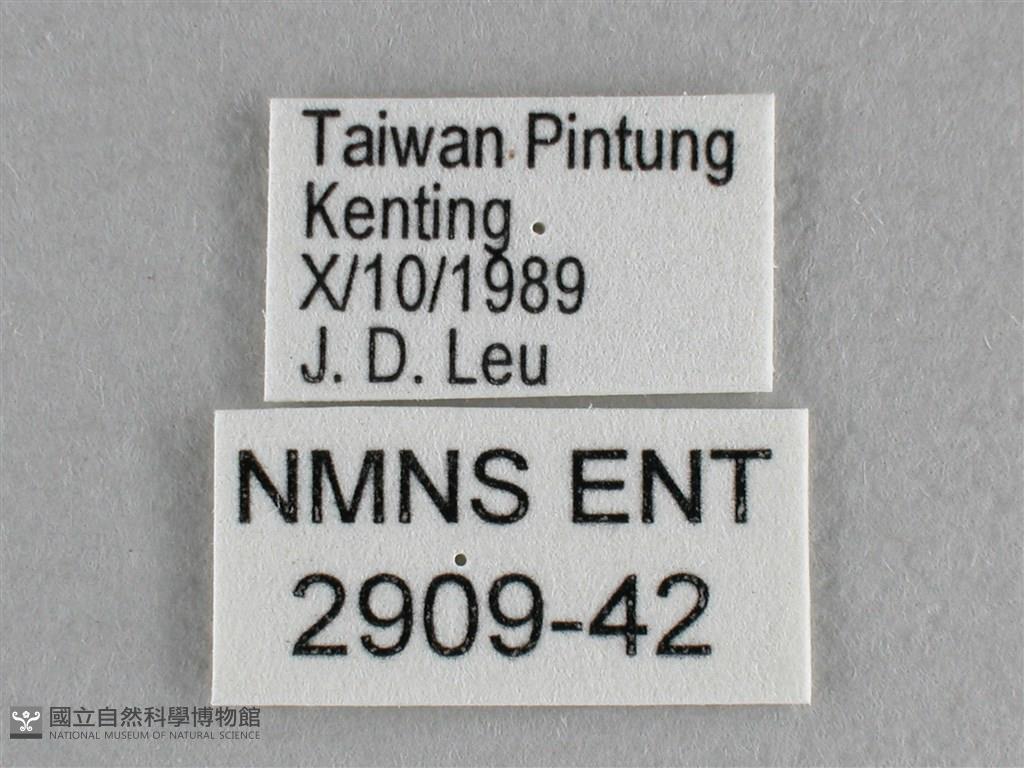 Taiwan Pintung
Kenting
X/10/1989
J. D. Leu
NMNS ENT
2909-42
國立自然科學博物館
NATIONAL MUSEUM OF NATURAL SCIENCE